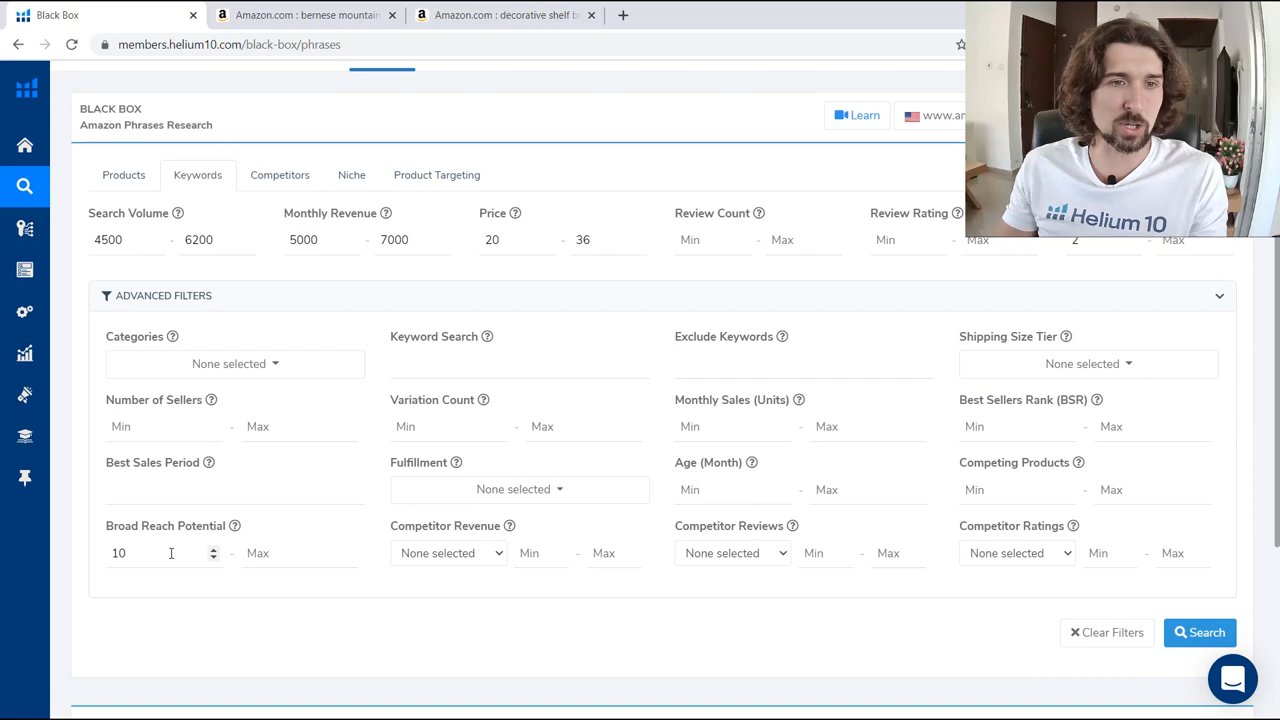 Black Box
Amazon.com : bernese mountain
Amazon.com : decorative shelf b
members.helium10.com/black-box/phrases
BLACK BOX
Amazon Phrases Research
Learn
www.am
Products
Keywords
Competitors
Niche
Product Targeting
Search Volume
Monthly Revenue
Price
Review Count
Review Rating
4500 - 6200
5000 - 7000
20 - 36
Min - Max
Min - Max
2 - Max
Helium 10
ADVANCED FILTERS
Categories
Keyword Search
Exclude Keywords
Shipping Size Tier
None selected
None selected
Number of Sellers
Variation Count
Monthly Sales (Units)
Best Sellers Rank (BSR)
Min - Max
Min - Max
Min - Max
Min - Max
Best Sales Period
Fulfillment
Age (Month)
Competing Products
None selected
Min - Max
Min - Max
Broad Reach Potential
Competitor Revenue
Competitor Reviews
Competitor Ratings
10 - Max
None selected Min - Max
None selected Min - Max
None selected Min - Max
Clear Filters
Search